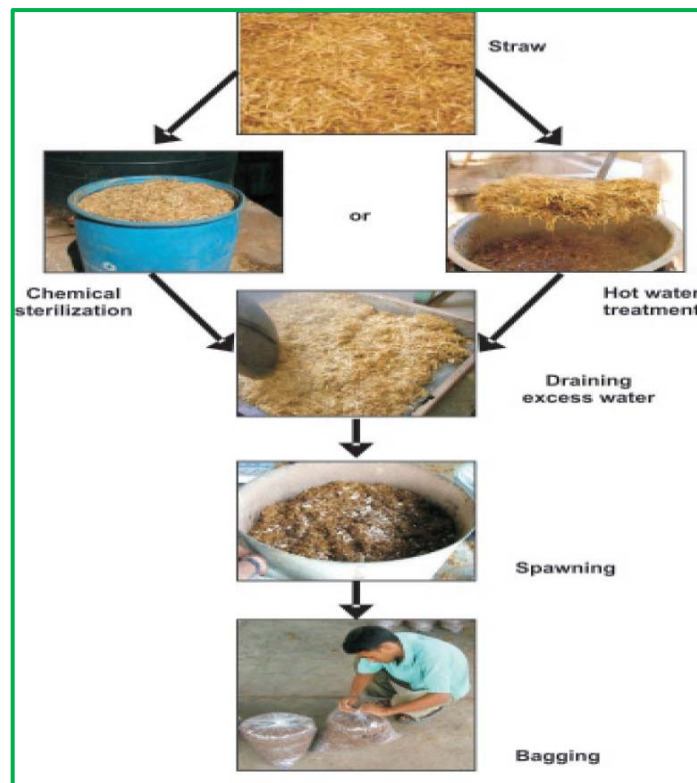 Straw
or
Chemical
sterilization
Hot water
treatment
Draining
excess water
Spawning
Bagging